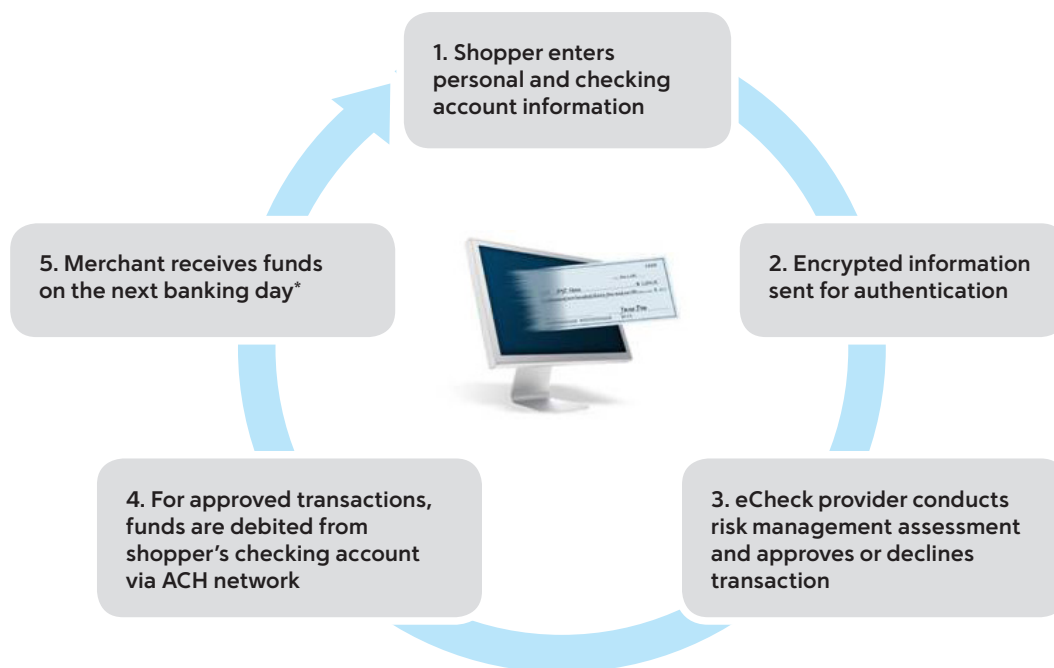 1. Shopper enters
personal and checking
account information
2. Encrypted information
sent for authentication
3. eCheck provider conducts
risk management assessment
and approves or declines
transaction
4. For approved transactions,
funds are debited from
shopper’s checking account
via ACH network
5. Merchant receives funds
on the next banking day*